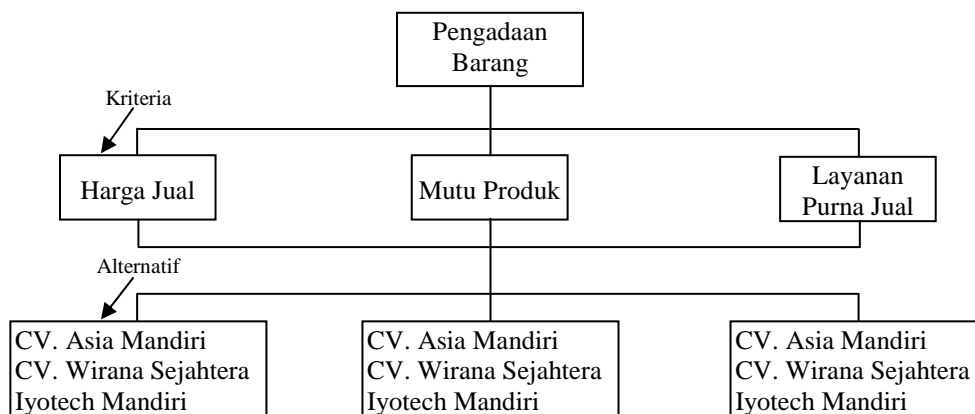 Pengadaan
Barang
Kriteria
Harga Jual
Mutu Produk
Layanan
Purna Jual
Alternatif
CV. Asia Mandiri
CV. Wirana Sejahtera
Iyotech Mandiri
CV. Asia Mandiri
CV. Wirana Sejahtera
Iyotech Mandiri
CV. Asia Mandiri
CV. Wirana Sejahtera
Iyotech Mandiri